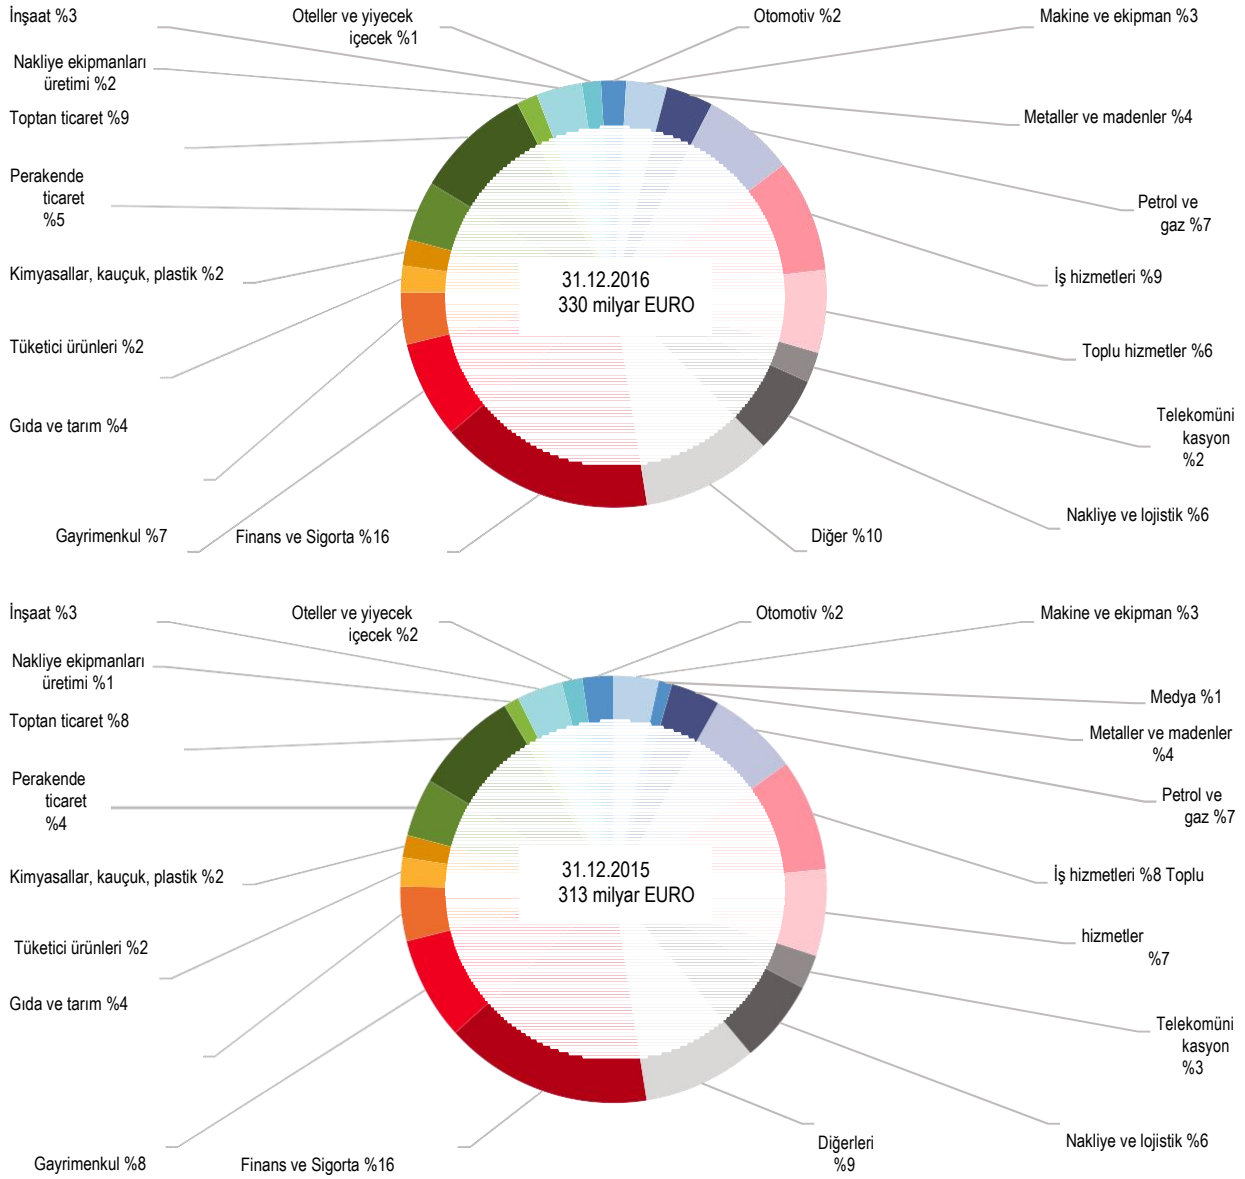 İnşaat %3
Oteller ve yiyecek
içecek %1
Otomotiv %2
Makine ve ekipman %3
Nakliye ekipmanları
üretimi %2
Toptan ticaret %9
Metaller ve madenler %4
Perakende
ticaret
%5
Petrol ve
gaz %7
Kimyasallar, kauçuk, plastik %2
31.12.2016
330 milyar EURO
İş hizmetleri %9
Tüketici ürünleri %2
Toplu hizmetler %6
Gıda ve tarım %4
Telekomüni
kasyon
%2
Nakliye ve lojistik %6
Gayrimenkul %7
Finans ve Sigorta %16
Diğer %10
İnşaat %3
Oteller ve yiyecek
içecek %2
Otomotiv %2
Makine ve ekipman %3
Nakliye ekipmanları
üretimi %1
Medya %1
Toptan ticaret %8
Metaller ve madenler
%4
Perakende
ticaret
%4
Petrol ve
gaz %7
Kimyasallar, kauçuk, plastik %2
31.12.2015
313 milyar EURO
İş hizmetleri %8 Toplu
hizmetler
%7
Tüketici ürünleri %2
Gıda ve tarım %4
Telekomüni
kasyon
%3
Nakliye ve lojistik %6
Diğerleri
%9
Gayrimenkul %8
Finans ve Sigorta %16